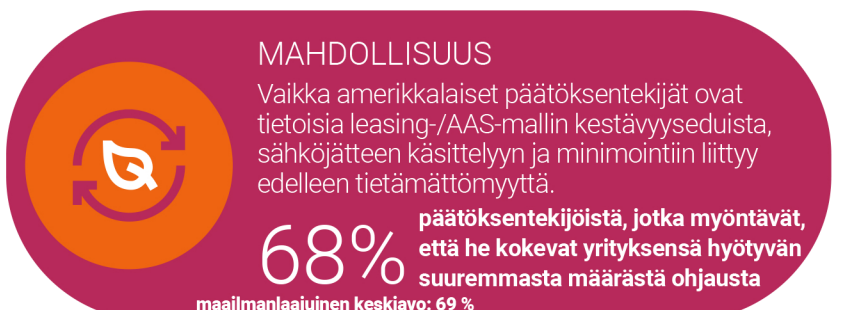 MAHDOLLISUUS
Vaikka amerikkalaiset päätöksentekijät ovat
tietoisia leasing-/AAS-mallin kestävyyseduista,
sähköjätteen käsittelyyn ja minimointiin liittyy
edelleen tietämättömyyttä.
68%
päätöksentekijöistä, jotka myöntävät,
että he kokevat yrityksensä hyötyvän
suuremmasta määrästä ohjausta
maailmanlaajuinen keskiavo: 69 %